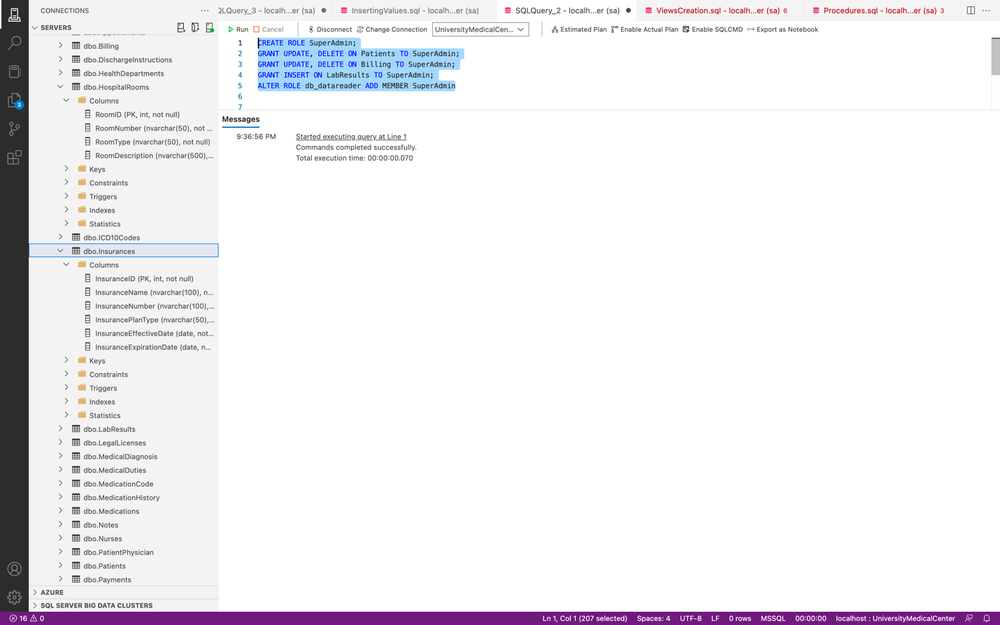 CONNECTIONS
SERVERS
dbo.Appointments
dbo.Billing
dbo.DischargeInstructions
dbo.HealthDepartments
dbo.HospitalRooms
Columns
RoomID (PK, int, not null)
RoomNumber (nvarchar(50), not ...
RoomType (nvarchar(50), not null)
RoomDescription (nvarchar(500),...
Keys
Constraints
Triggers
Indexes
Statistics
dbo.ICD10Codes
dbo.Insurances
Columns
InsuranceID (PK, int, not null)
InsuranceName (nvarchar(100), n...
InsuranceNumber (nvarchar(100),...
InsurancePlanType (nvarchar(50),...
InsuranceEffectiveDate (date, not...
InsuranceExpirationDate (date, n...
Keys
Constraints
Triggers
Indexes
Statistics
dbo.LabResults
dbo.LegalLicenses
dbo.MedicalDiagnosis
dbo.MedicalDuties
dbo.MedicationCode
dbo.MedicationHistory
dbo.Medications
dbo.Notes
dbo.Nurses
dbo.PatientPhysician
dbo.Patients
dbo.Payments
AZURE
SQL SERVER BIG DATA CLUSTERS
3
QLQuery_3 - localh...er (sa) InsertingValues.sql - localh...er (sa) SQLQuery_2 - localh...er (sa) ViewsCreation.sql - localh...er (sa) 6 Procedures.sql - localh...er (sa) 3
Run Cancel Disconnect Change Connection UniversityMedicalCen... Estimated Plan Enable Actual Plan Enable SQLCMD Export as Notebook
1 CREATE ROLE SuperAdmin;
2 GRANT UPDATE, DELETE ON Patients TO SuperAdmin;
3 GRANT UPDATE, DELETE ON Billing TO SuperAdmin;
4 GRANT INSERT ON LabResults TO SuperAdmin;
5 ALTER ROLE db_datareader ADD MEMBER SuperAdmin
6
7
Messages
9:36:56 PM Started executing query at Line 1
Commands completed successfully.
Total execution time: 00:00:00.070
16 0 Ln 1, Col 1 (207 selected) Spaces: 4 UTF-8 LF 0 rows MSSQL 00:00:00 localhost : UniversityMedicalCenter